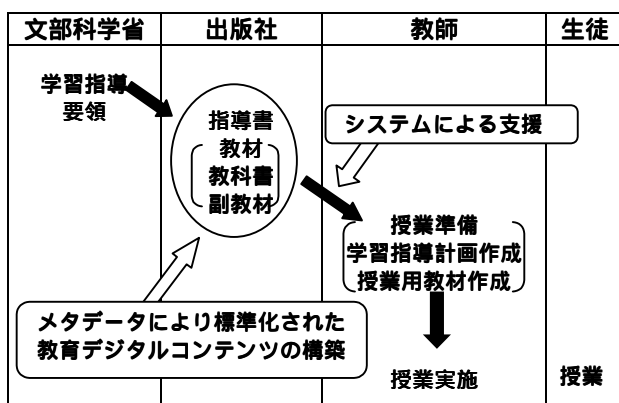 文部科学省
出版社
教師
生徒
学習指導
要領
指導書
教材
教科書
副教材
システムによる支援
授業準備
学習指導計画作成
授業用教材作成
メタデータにより標準化された
教育デジタルコンテンツの構築
授業実施
授業